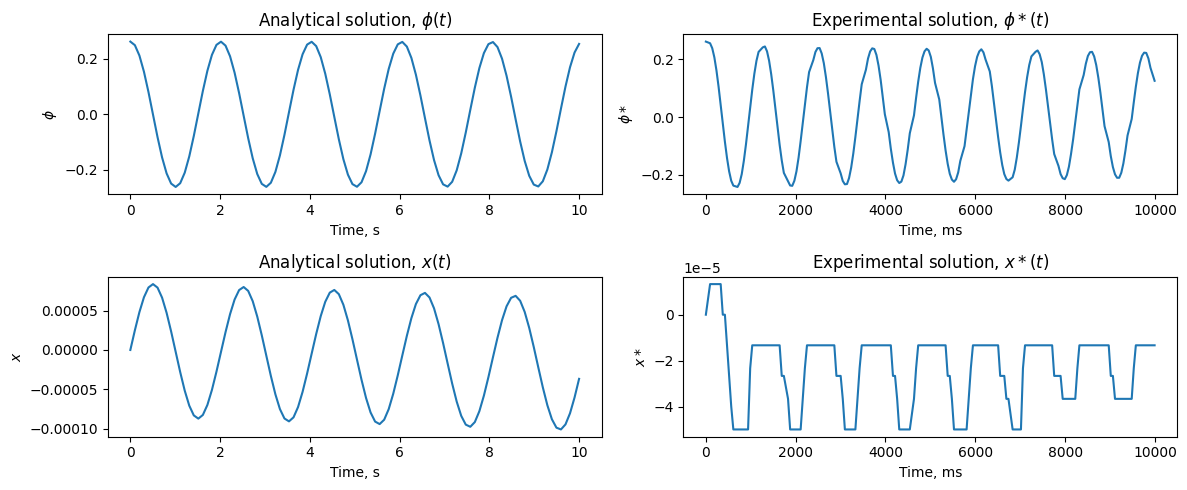 Analytical solution, ϕ(t)
0.2
0.0
−0.2
ϕ
0 2 4 6 8 10
Time, s
Experimental solution, ϕ∗(t)
0.2
0.0
−0.2
ϕ∗
0 2000 4000 6000 8000 10000
Time, ms
Analytical solution, x(t)
0.00005
0.00000
−0.00005
−0.00010
x
0 2 4 6 8 10
Time, s
Experimental solution, x∗(t)
1e−5
0
−2
−4
x∗
0 2000 4000 6000 8000 10000
Time, ms